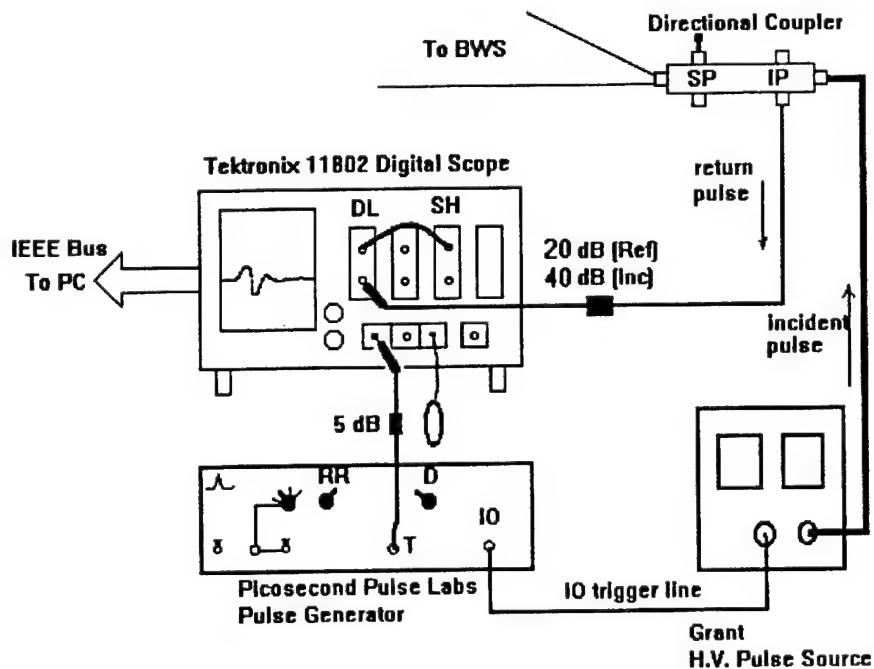 Directional Coupler
To BWS
SP
IP
Tektronix 11802 Digital Scope
return
pulse
DL
SH
IEEE Bus
To PC
20 dB (Ref)
40 dB (Inc)
incident
pulse
5 dB
RR
D
IO
T
Picosecond Pulse Labs
Pulse Generator
IO trigger line
Grant
H.V. Pulse Source